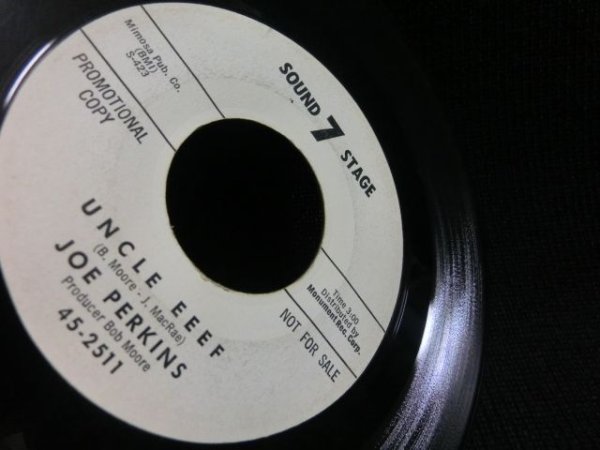 SOUND 7 STAGE
Mimosa Pub. Co.
(BMI)
S-423
PROMOTIONAL
COPY
Time 3:00
Distributed by
Monument Rec. Corp.
NOT FOR SALE
UNCLE EEEF
(B. Moore - J. MacRae)
JOE PERKINS
Producer Bob Moore
45-2511